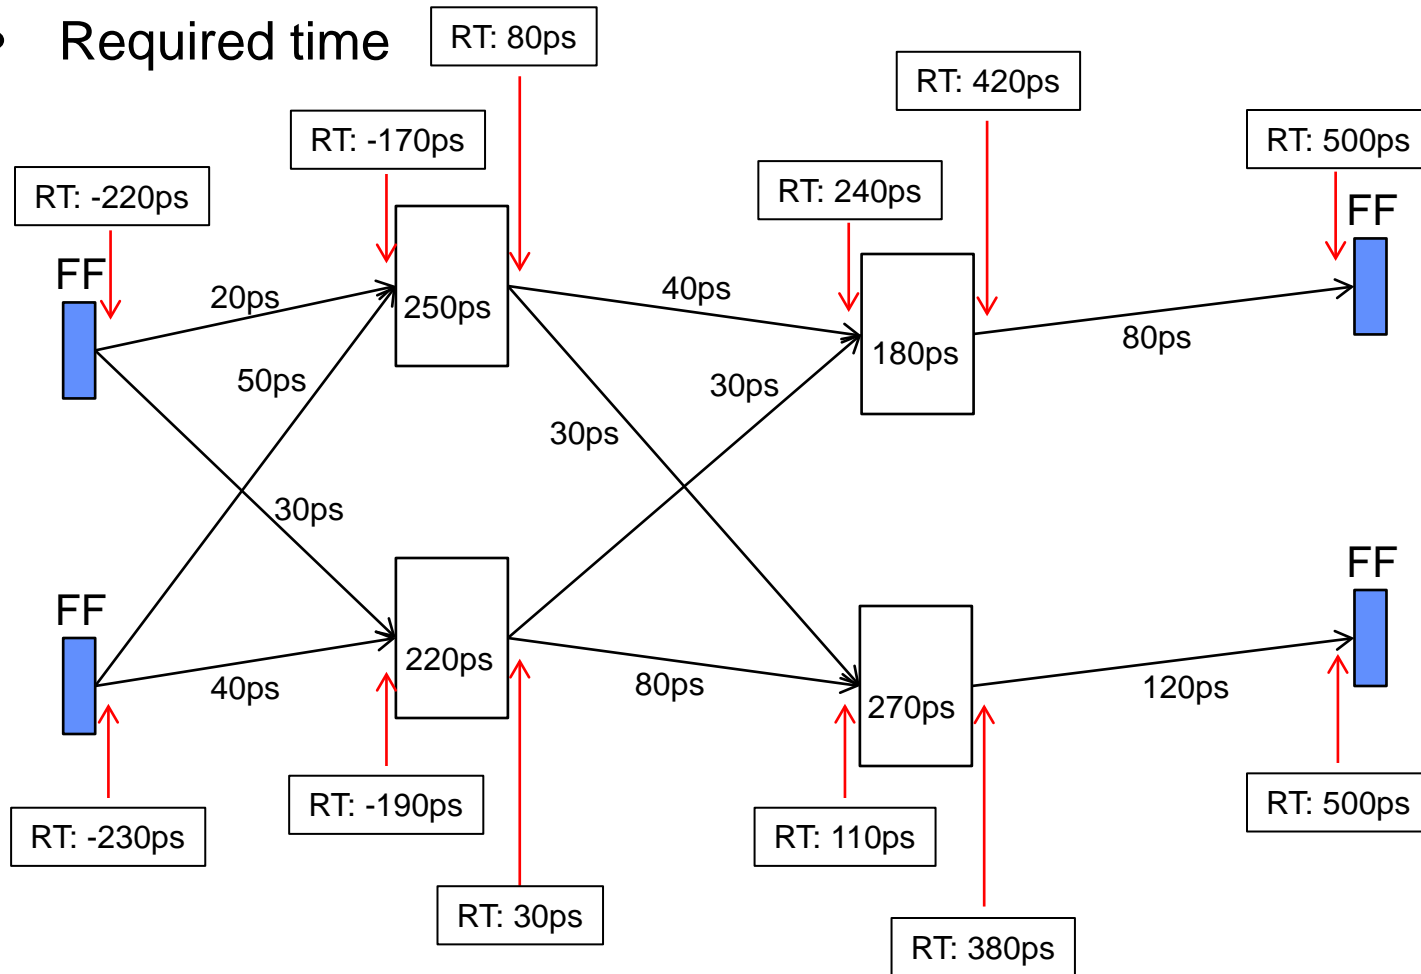 • Required time
RT: 80ps
RT: 420ps
RT: -170ps
RT: 500ps
RT: -220ps
RT: 240ps
FF
FF
20ps
40ps
250ps
80ps
180ps
50ps
30ps
30ps
30ps
FF
FF
220ps
40ps
80ps
120ps
270ps
RT: -190ps
RT: 500ps
RT: -230ps
RT: 110ps
RT: 30ps
RT: 380ps